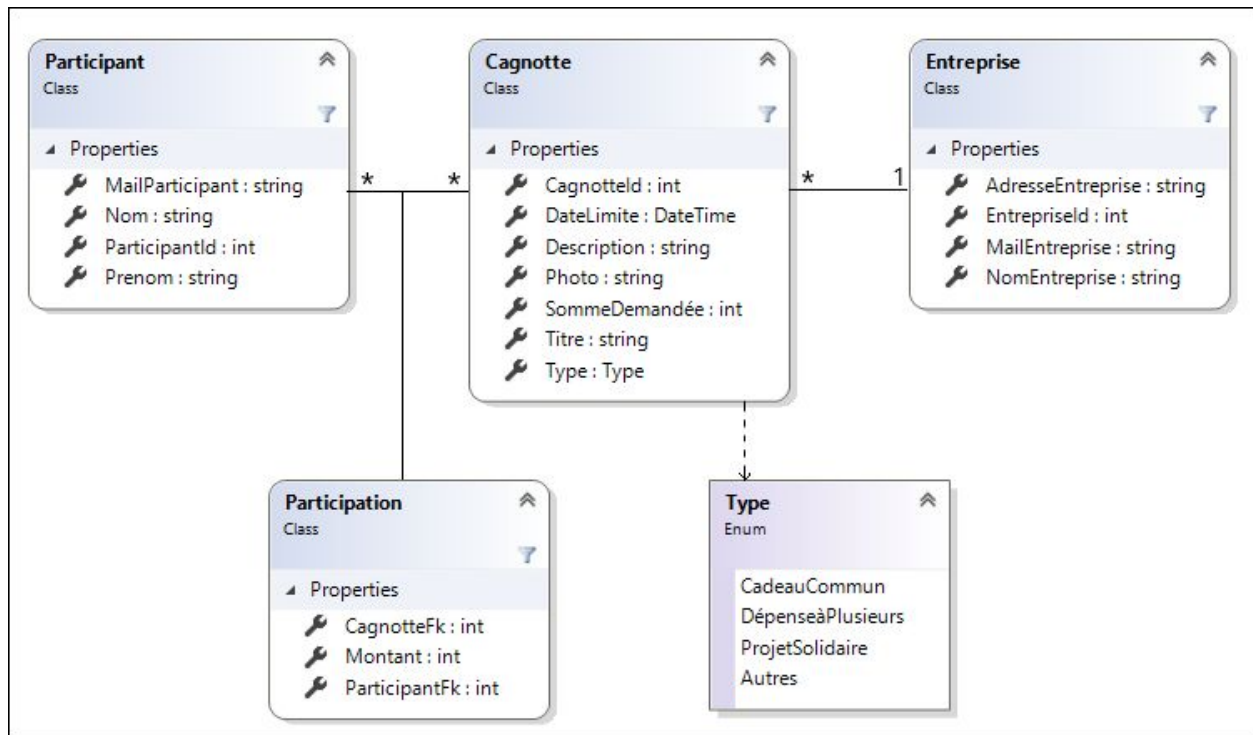 Participant
Class
Properties
MailParticipant : string
Nom : string
ParticipantId : int
Prenom : string
* *
Cagnotte
Class
Properties
CagnotteId : int
DateLimite : DateTime
Description : string
Photo : string
SommeDemandée : int
Titre : string
Type : Type
* 1
Entreprise
Class
Properties
AdresseEntreprise : string
EntrepriseId : int
MailEntreprise : string
NomEntreprise : string
Participation
Class
Properties
CagnotteFk : int
Montant : int
ParticipantFk : int
Type
Enum
CadeauCommun
DépenseàPlusieurs
ProjetSolidaire
Autres